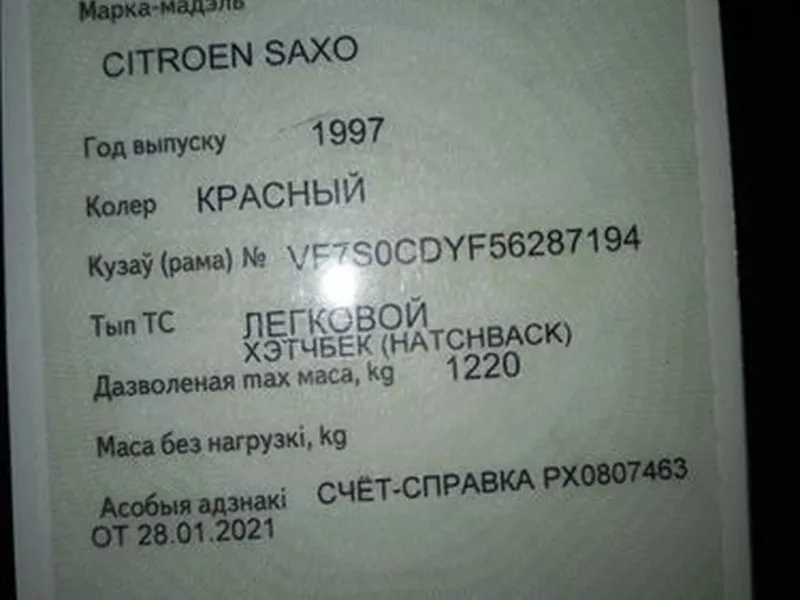 Марка-мадэль
CITROEN SAXO
Год выпуску 1997
Колер КРАСНЫЙ
Кузаў (рама) № VF7S0CDYF56287194
Тып ТС ЛЕГКОВОЙ
ХЭТЧБЕК (HATCHBACK)
Дазволеная max маса, kg 1220
Маса без нагрузкі, kg
Асобыя адзнакі СЧЁТ-СПРАВКА РХ0807463
ОТ 28.01.2021